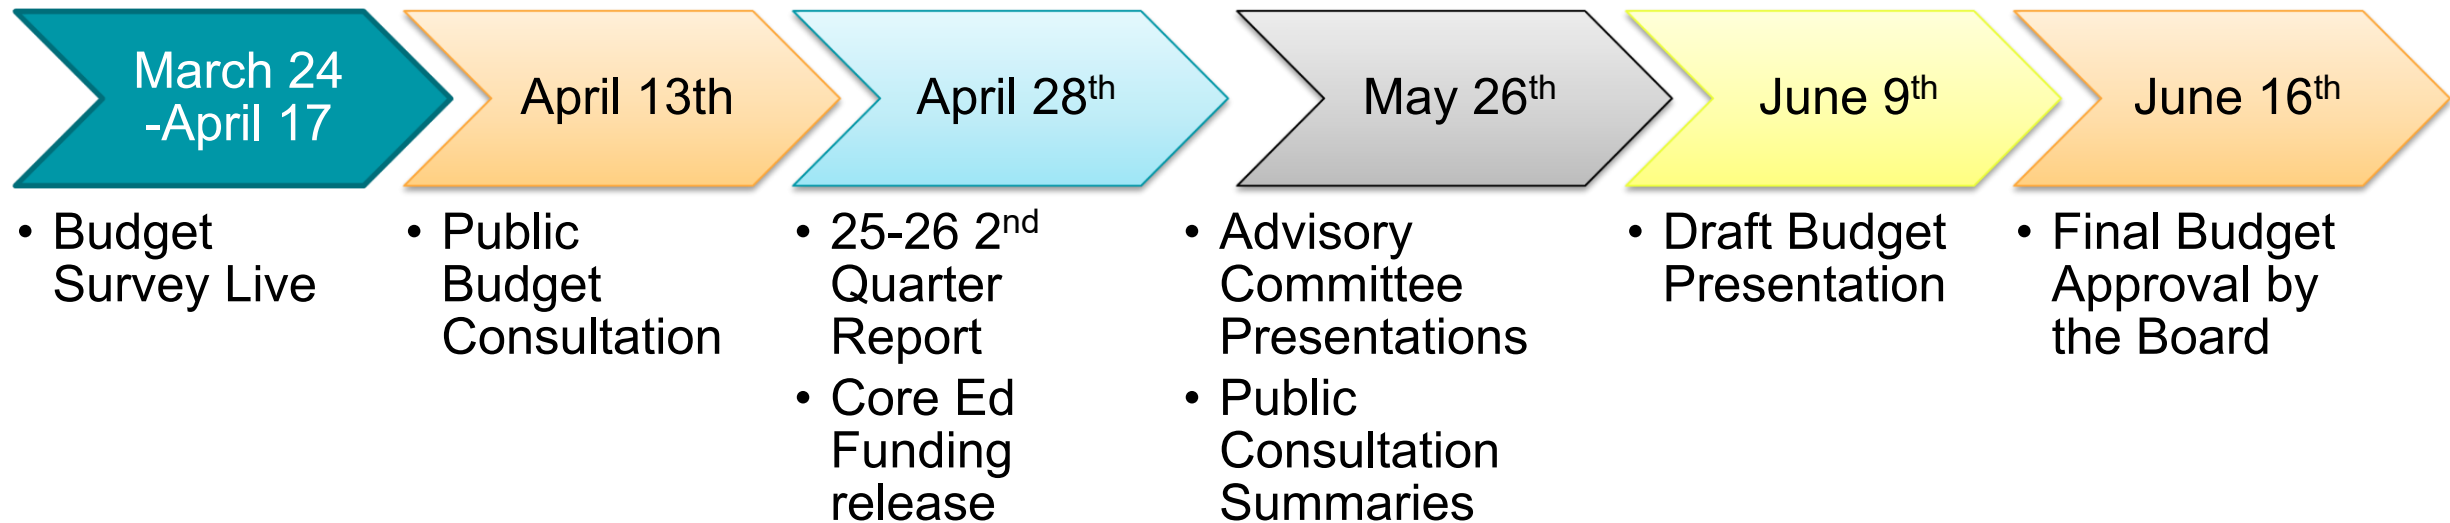 March 24
-April 17
April 13th
April 28th
May 26th
June 9th
June 16th
• Budget
Survey Live
• Public
Budget
Consultation
• 25-26 2nd
Quarter
Report
• Core Ed
Funding
release
• Advisory
Committee
Presentations
• Public
Consultation
Summaries
• Draft Budget
Presentation
• Final Budget
Approval by
the Board